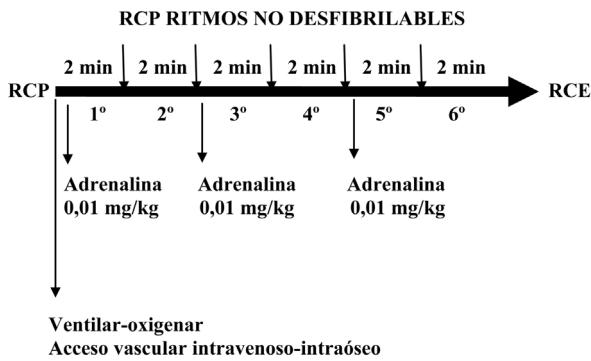 RCP RITMOS NO DESFIBRILABLES
2 min 2 min 2 min 2 min 2 min 2 min
RCP RCE
1º 2º 3º 4º 5º 6º
Adrenalina Adrenalina Adrenalina
0,01 mg/kg 0,01 mg/kg 0,01 mg/kg
Ventilar-oxigenar
Acceso vascular intravenoso-intraóseo